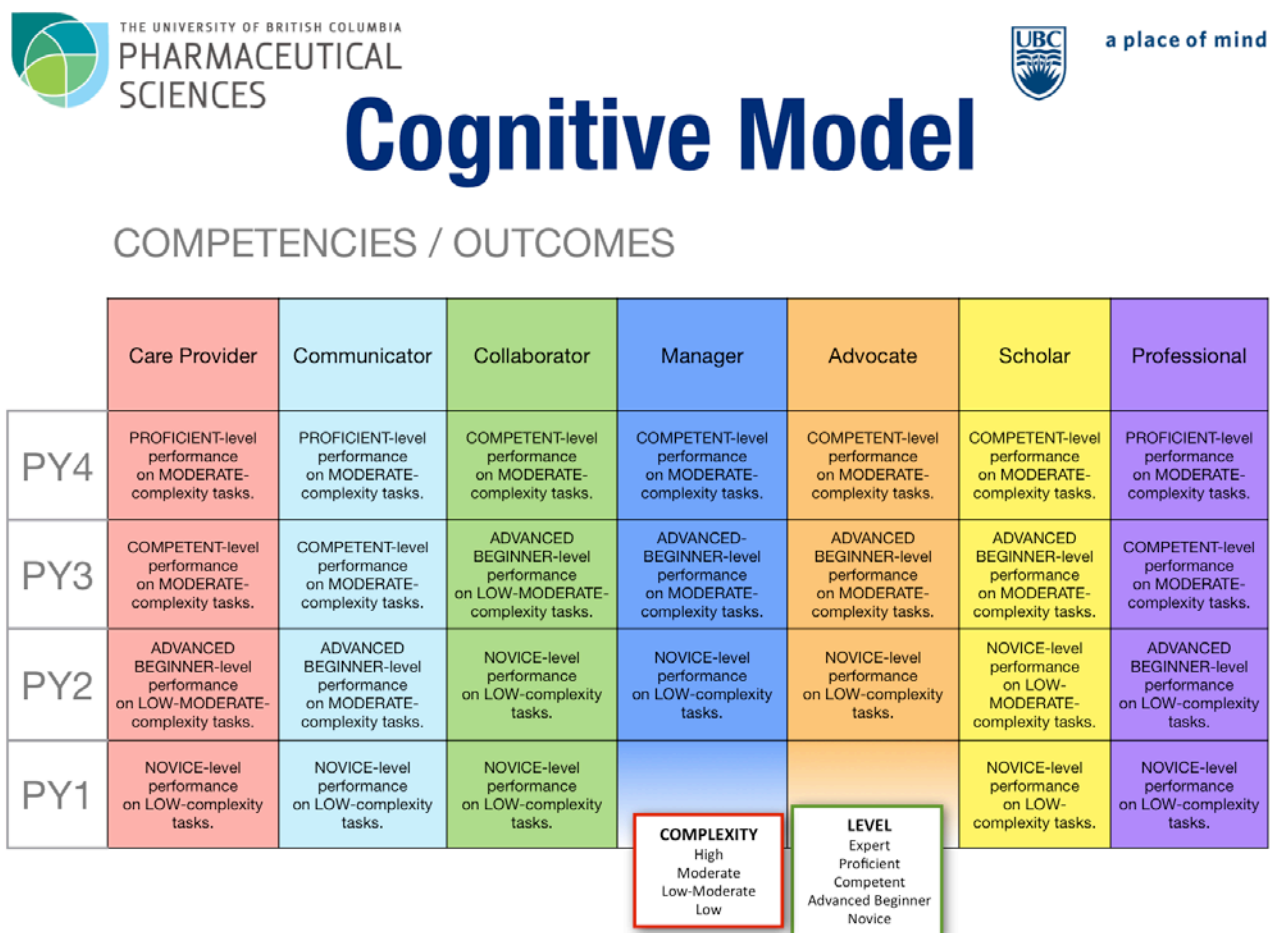 THE UNIVERSITY OF BRITISH COLUMBIA
PHARMACEUTICAL
SCIENCES
UBC
a place of mind
Cognitive Model
COMPETENCIES / OUTCOMES
Care Provider
Communicator
Collaborator
Manager
Advocate
Scholar
Professional
PY4
PROFICIENT-level
performance
on MODERATE-
complexity tasks.
PROFICIENT-level
performance
on MODERATE-
complexity tasks.
COMPETENT-level
performance
on MODERATE-
complexity tasks.
COMPETENT-level
performance
on MODERATE-
complexity tasks.
COMPETENT-level
performance
on MODERATE-
complexity tasks.
COMPETENT-level
performance
on MODERATE-
complexity tasks.
PROFICIENT-level
performance
on MODERATE-
complexity tasks.
PY3
COMPETENT-level
performance
on MODERATE-
complexity tasks.
COMPETENT-level
performance
on MODERATE-
complexity tasks.
ADVANCED
BEGINNER-level
performance
on LOW-MODERATE-
complexity tasks.
ADVANCED-
BEGINNER-level
performance
on MODERATE-
complexity tasks.
ADVANCED
BEGINNER-level
performance
on MODERATE-
complexity tasks.
ADVANCED
BEGINNER-level
performance
on MODERATE-
complexity tasks.
COMPETENT-level
performance
on MODERATE-
complexity tasks.
PY2
ADVANCED
BEGINNER-level
performance
on LOW-MODERATE-
complexity tasks.
ADVANCED
BEGINNER-level
performance
on MODERATE-
complexity tasks.
NOVICE-level
performance
on LOW-complexity
tasks.
NOVICE-level
performance
on LOW-complexity
tasks.
NOVICE-level
performance
on LOW-complexity
tasks.
NOVICE-level
performance
on LOW-
MODERATE-
complexity tasks.
ADVANCED
BEGINNER-level
performance
on LOW-complexity
tasks.
PY1
NOVICE-level
performance
on LOW-complexity
tasks.
NOVICE-level
performance
on LOW-complexity
tasks.
NOVICE-level
performance
on LOW-complexity
tasks.
NOVICE-level
performance
on LOW-
complexity tasks.
NOVICE-level
performance
on LOW-complexity
tasks.
COMPLEXITY
High
Moderate
Low-Moderate
Low
LEVEL
Expert
Proficient
Competent
Advanced Beginner
Novice